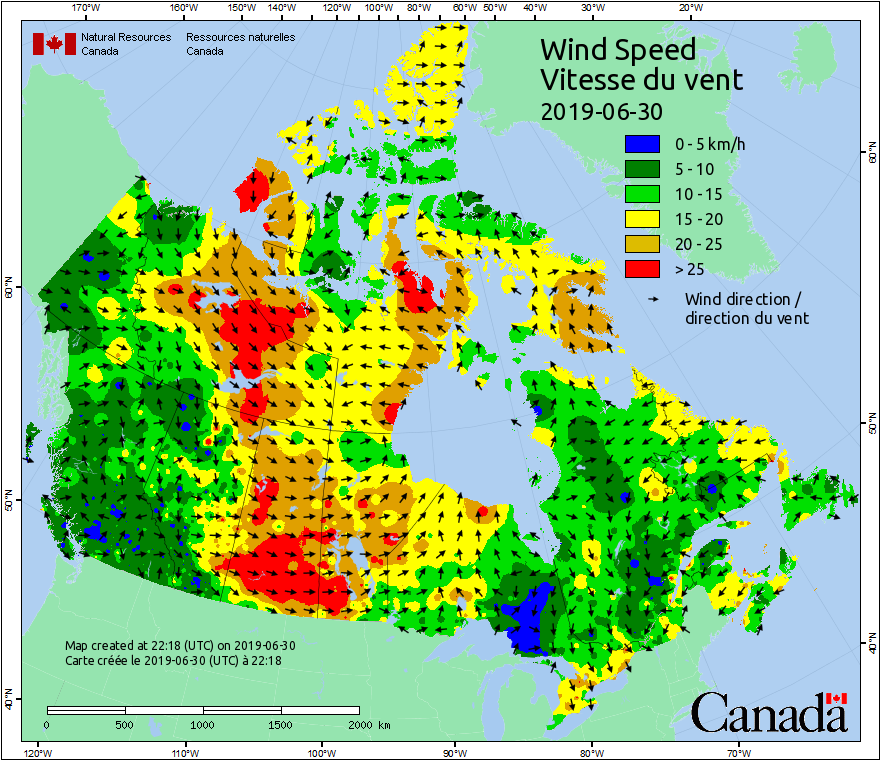 170°W 160°W 150°W 140°W 120°W 100°W 80°W 60°W 50°W 40°W 30°W 20°W
Natural Resources Ressources naturelles
Canada Canada
Wind Speed
Vitesse du vent
2019-06-30
0 - 5 km/h
5 - 10
10 - 15
15 - 20
20 - 25
> 25
Wind direction /
direction du vent
60°N
50°N
40°N
60°N
50°N
40°N
Map created at 22:18 (UTC) on 2019-06-30
Carte créée le 2019-06-30 (UTC) à 22:18
0 500 1000 1500 2000 km
Canada
120°W 110°W 100°W 90°W 80°W 70°W